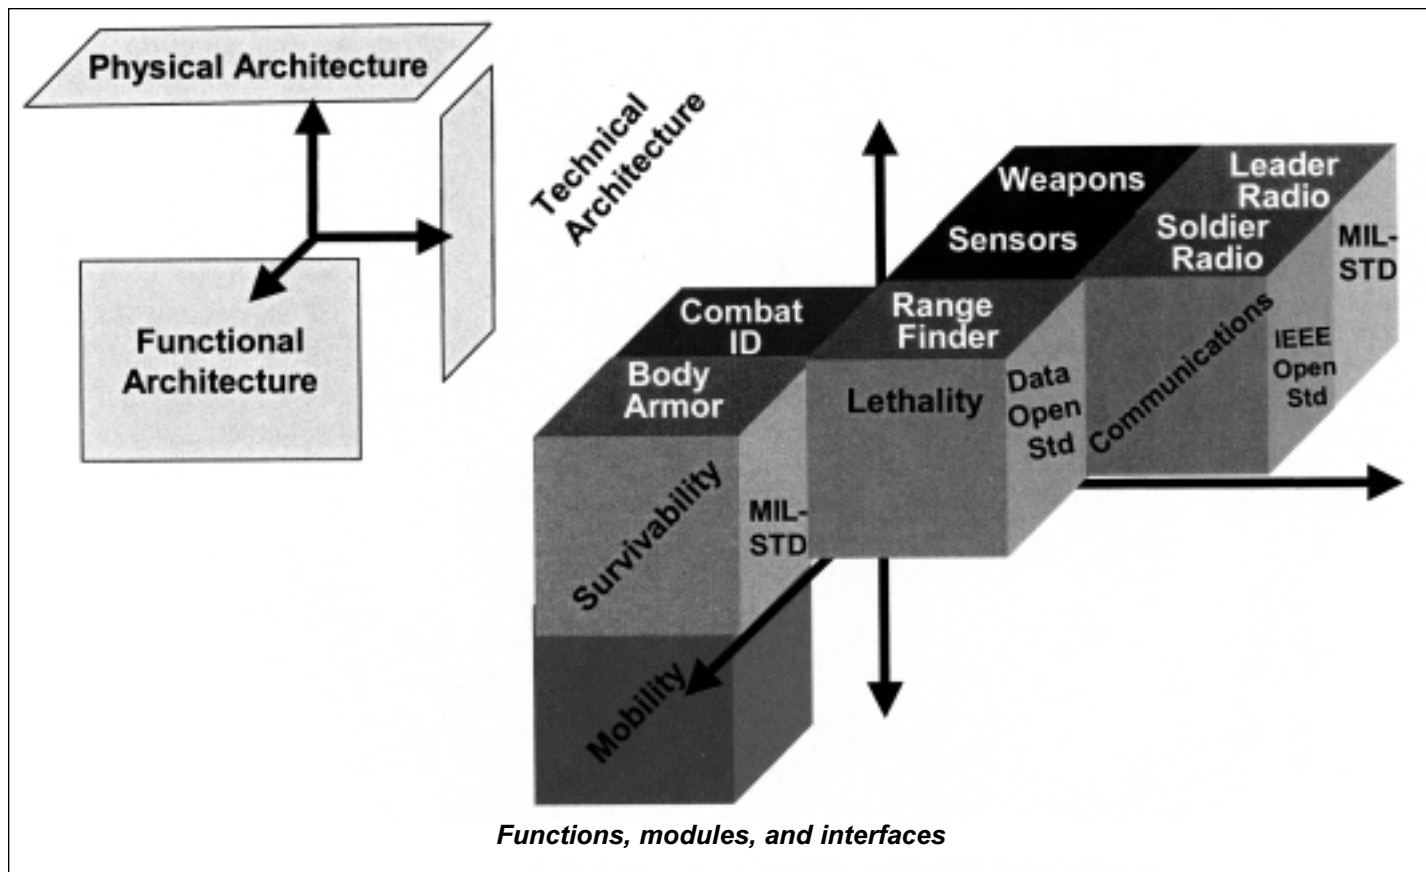 Physical Architecture
Functional
Architecture
Technical
Architecture
Weapons
Sensors
Leader
Radio
Soldier
Radio
MIL-
STD
Combat
ID
Range
Finder
Body
Armor
Lethality
Data
Open
Std
Communications
IEEE
Open
Std
Survivability
MIL-
STD
Mobility
Functions, modules, and interfaces